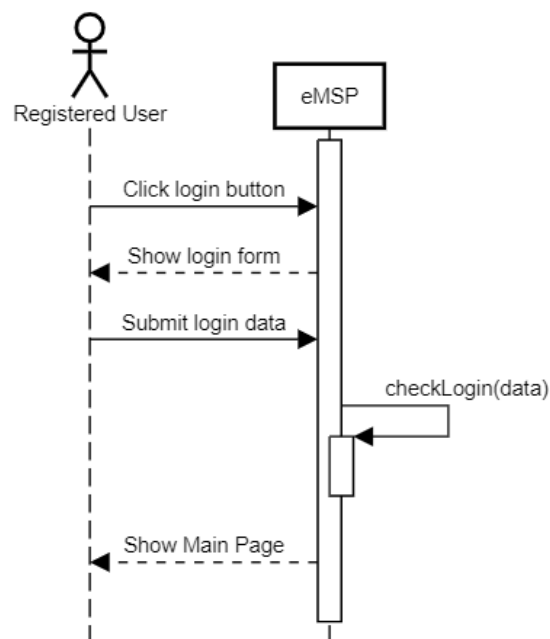 Registered User
eMSP
Click login button
Show login form
Submit login data
checkLogin(data)
Show Main Page